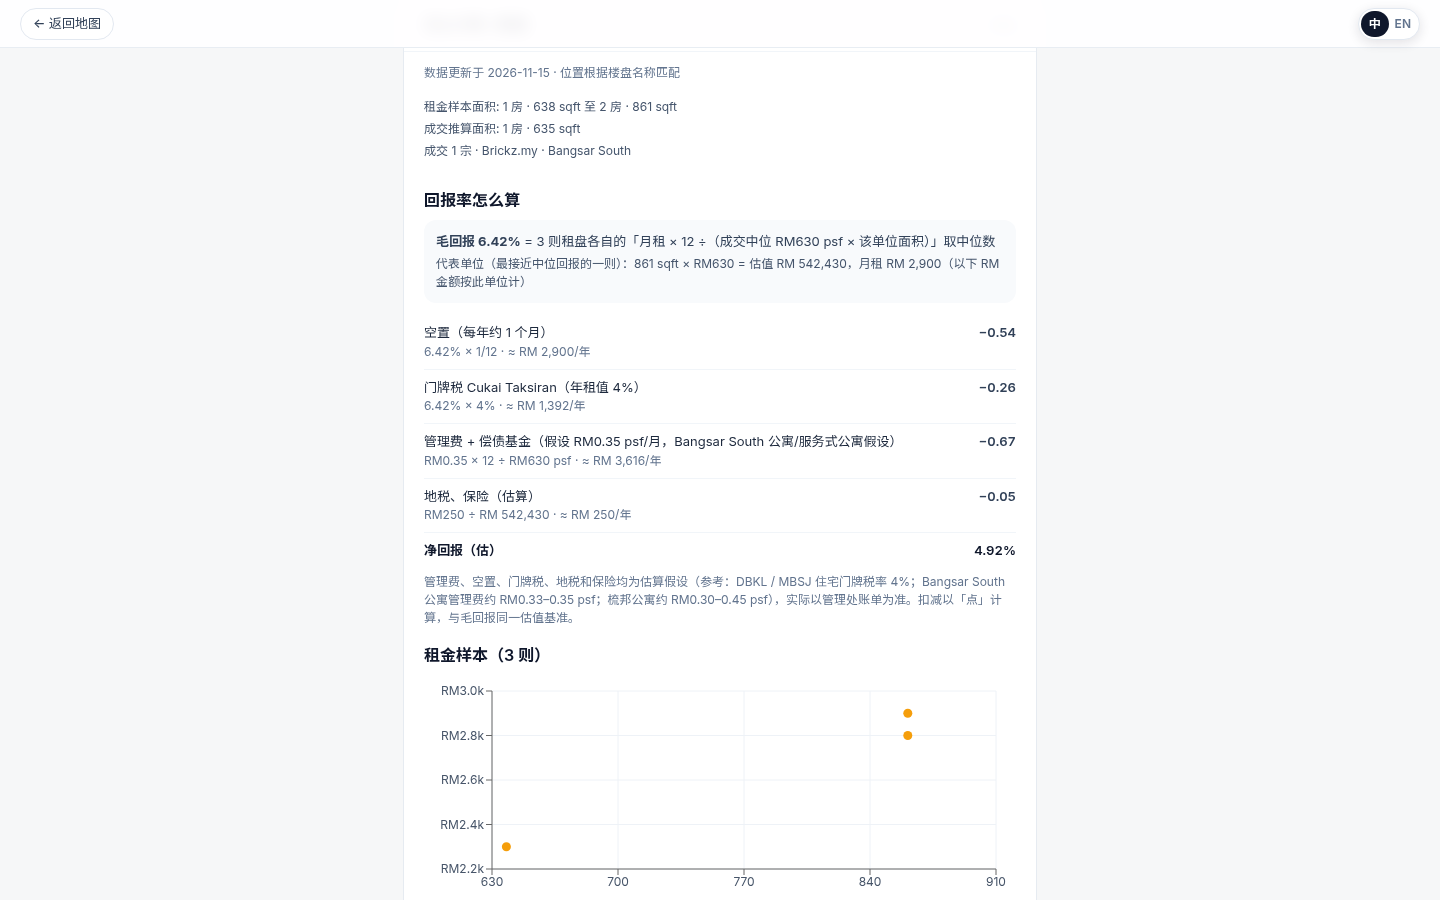 ← 返回地图
中 EN
数据更新于 2026-11-15 · 位置根据楼盘名称匹配
租金样本面积: 1 房 · 638 sqft 至 2 房 · 861 sqft
成交推算面积: 1 房 · 635 sqft
成交 1 宗 · Brickz.my · Bangsar South
回报率怎么算
毛回报 6.42% = 3 则租盘各自的「月租 × 12 ÷（成交中位 RM630 psf × 该单位面积）」取中位数
代表单位（最接近中位回报的一则）：861 sqft × RM630 = 估值 RM 542,430，月租 RM 2,900（以下 RM
金额按此单位计）
空置（每年约 1 个月） −0.54
6.42% × 1/12 · ≈ RM 2,900/年
门牌税 Cukai Taksiran（年租值 4%） −0.26
6.42% × 4% · ≈ RM 1,392/年
管理费 + 偿债基金（假设 RM0.35 psf/月，Bangsar South 公寓/服务式公寓假设） −0.67
RM0.35 × 12 ÷ RM630 psf · ≈ RM 3,616/年
地税、保险（估算） −0.05
RM250 ÷ RM 542,430 · ≈ RM 250/年
净回报（估） 4.92%
管理费、空置、门牌税、地税和保险均为估算假设（参考：DBKL / MBSJ 住宅门牌税率 4%；Bangsar South
公寓管理费约 RM0.33–0.35 psf；梳邦公寓约 RM0.30–0.45 psf），实际以管理处账单为准。扣减以「点」计
算，与毛回报同一估值基准。
租金样本（3 则）
RM3.0k
RM2.8k
RM2.6k
RM2.4k
RM2.2k
630 700 770 840 910